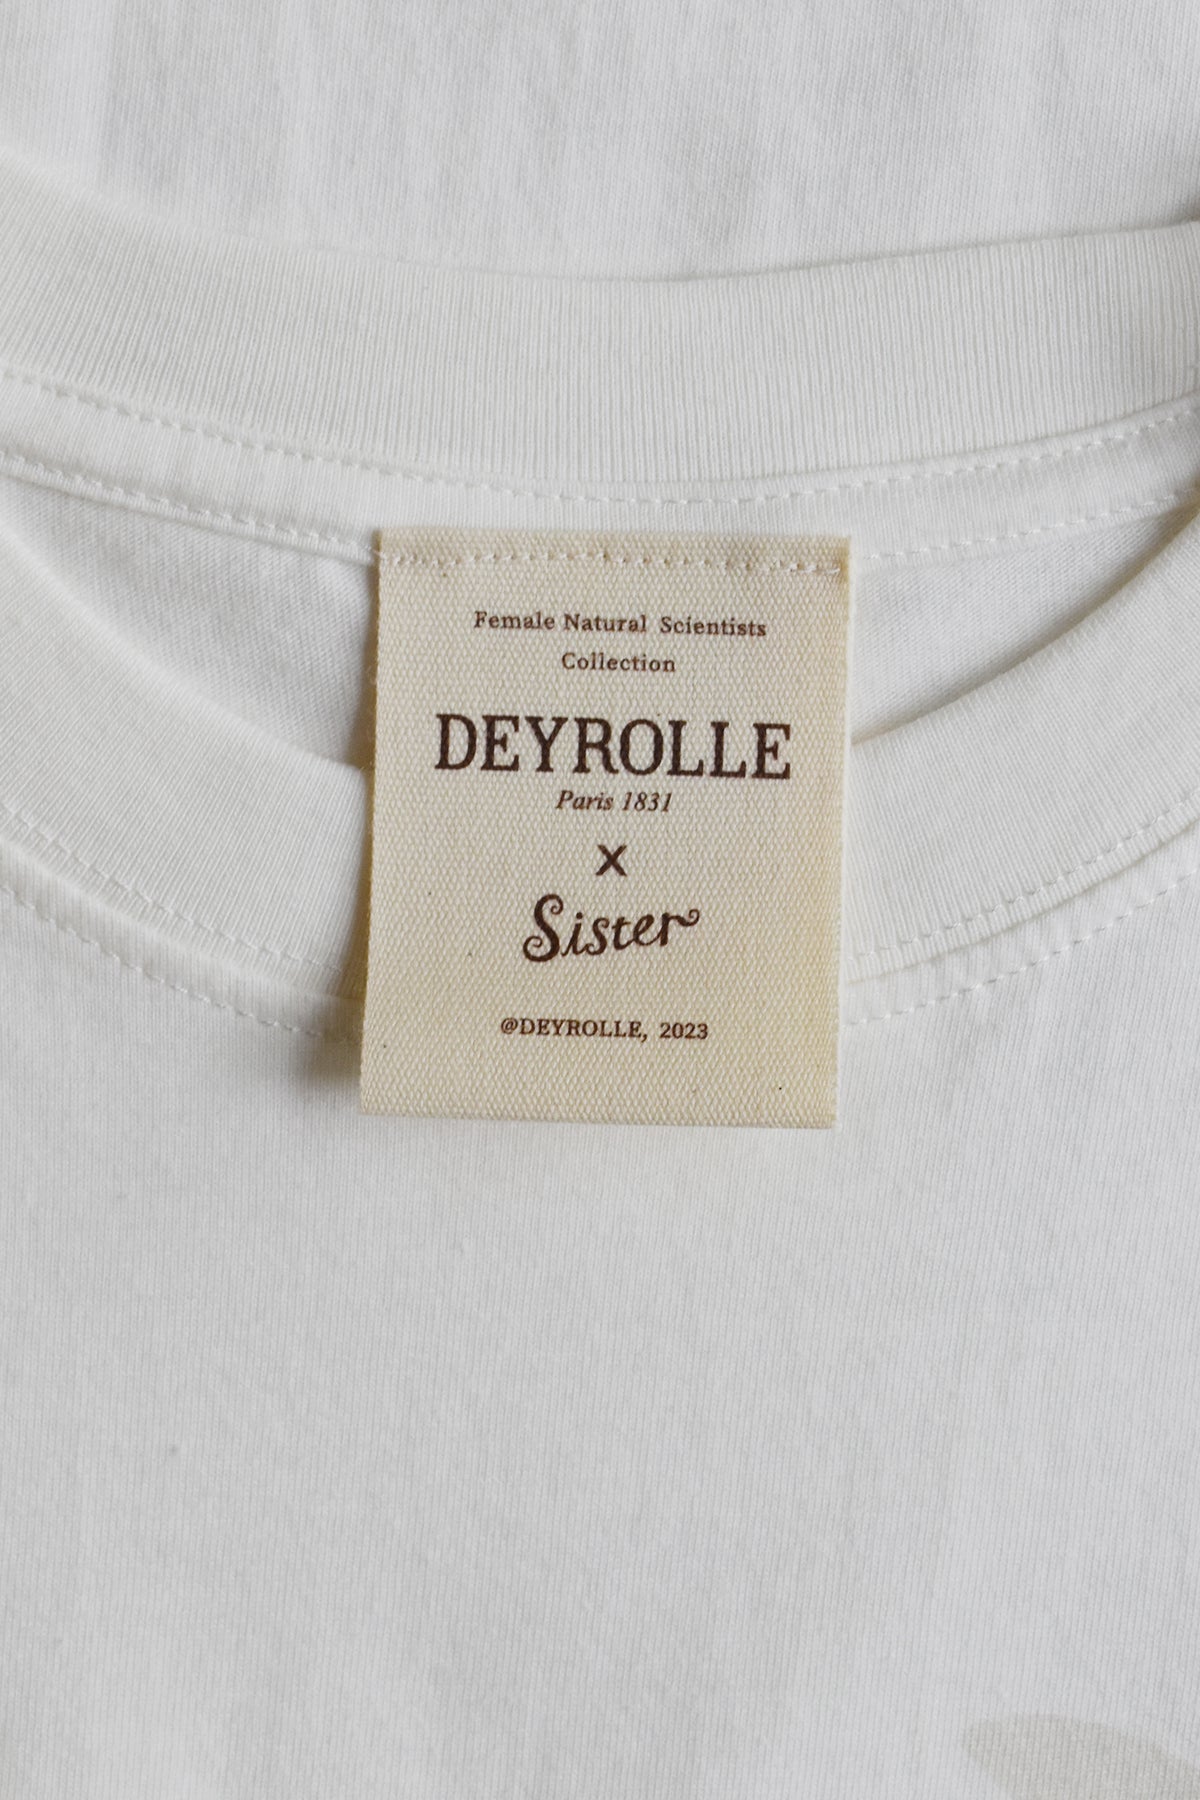 Female Natural Scientists
Collection
DEYROLLE
Paris 1831
x
Sister
@DEYROLLE, 2023